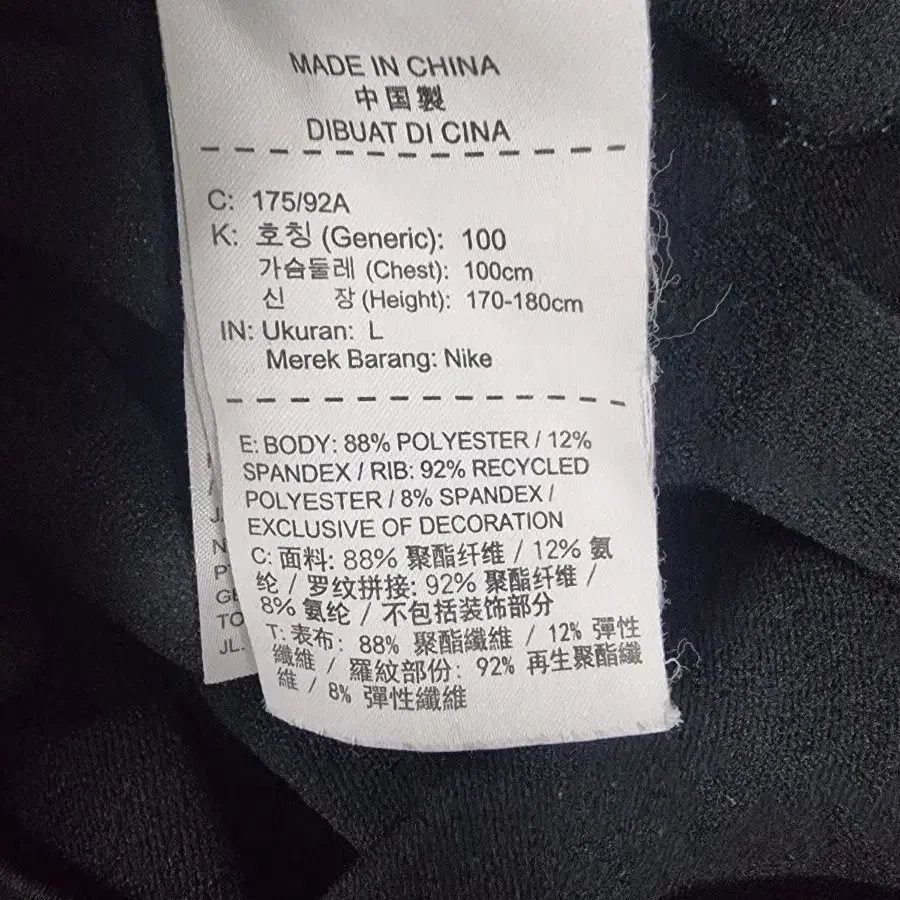 MADE IN CHINA
中国製
DIBUAT DI CINA
C: 175/92A
K: 호칭 (Generic): 100
가슴둘레 (Chest): 100cm
신 장 (Height): 170-180cm
IN: Ukuran: L
Merek Barang: Nike
E: BODY: 88% POLYESTER / 12%
SPANDEX / RIB: 92% RECYCLED
POLYESTER / 8% SPANDEX /
EXCLUSIVE OF DECORATION
C: 面料: 88% 聚酯纤维 / 12% 氨
纶 / 罗纹拼接: 92% 聚酯纤维 /
8% 氨纶 / 不包括装饰部分
T: 表布: 88% 聚酯纖維 / 12% 彈性
纖維 / 羅紋部份: 92% 再生聚酯纖
維 / 8% 彈性纖維
N
PT
TO
JL.